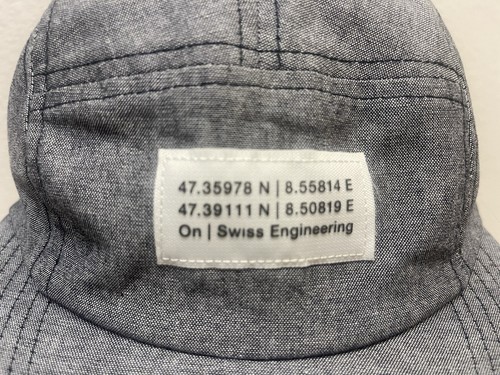 47.35978 N | 8.55814 E
47.39111 N | 8.50819 E
On | Swiss Engineering